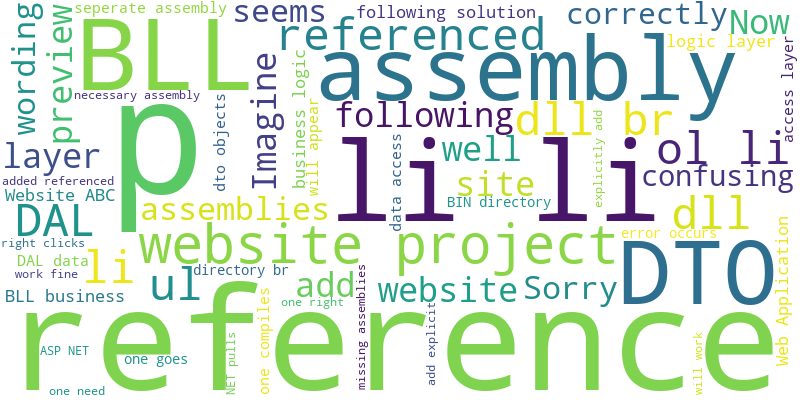 seperate assembly
seems
following solution
correctly
Now
wording
preview
BLL
referenced
assembly
logic layer
access layer
necessary assembly
Imagine
business logic
will appear
p
dto objects
following
dll br
explicitly add
layer
added referenced
Website ABC
data access
well
li li
ol li
confusing
site
BIN directory
DAL
assemblies
dll
right clicks
website project
error occurs
DAL data
work fine
li
ul
directory br
add
one right
missing assemblies
website
Sorry
DTO
Web Application
BLL business
reference
ASP NET
one goes
one need
NET pulls
one compiles
add explicit
will work